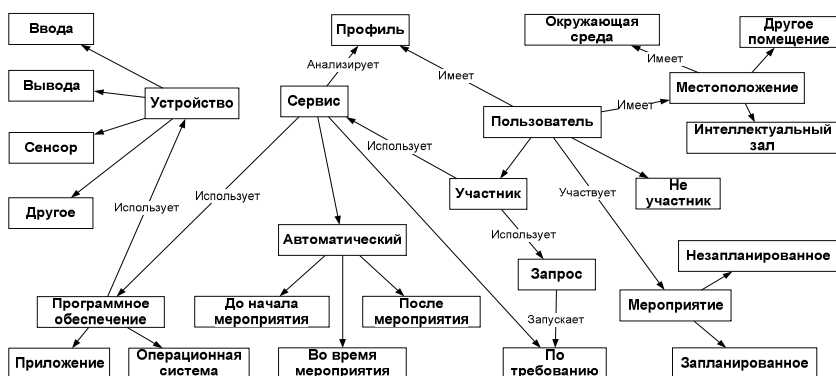 Ввода
Вывода
Сенсор
Другое
Устройство
Профиль
Анализирует
Имеет
Сервис
Окружающая
среда
Другое
помещение
Имеет
Местоположение
Имеет
Пользователь
Интеллектуальный
зал
Использует
Участник
Не
участник
Использует
Использует
Участвует
Использует
Автоматический
Запрос
Незапланированное
Программное
обеспечение
До начала
мероприятия
После
мероприятия
Запускает
Мероприятие
Приложение
Операционная
система
Во время
мероприятия
По
требованию
Запланированное